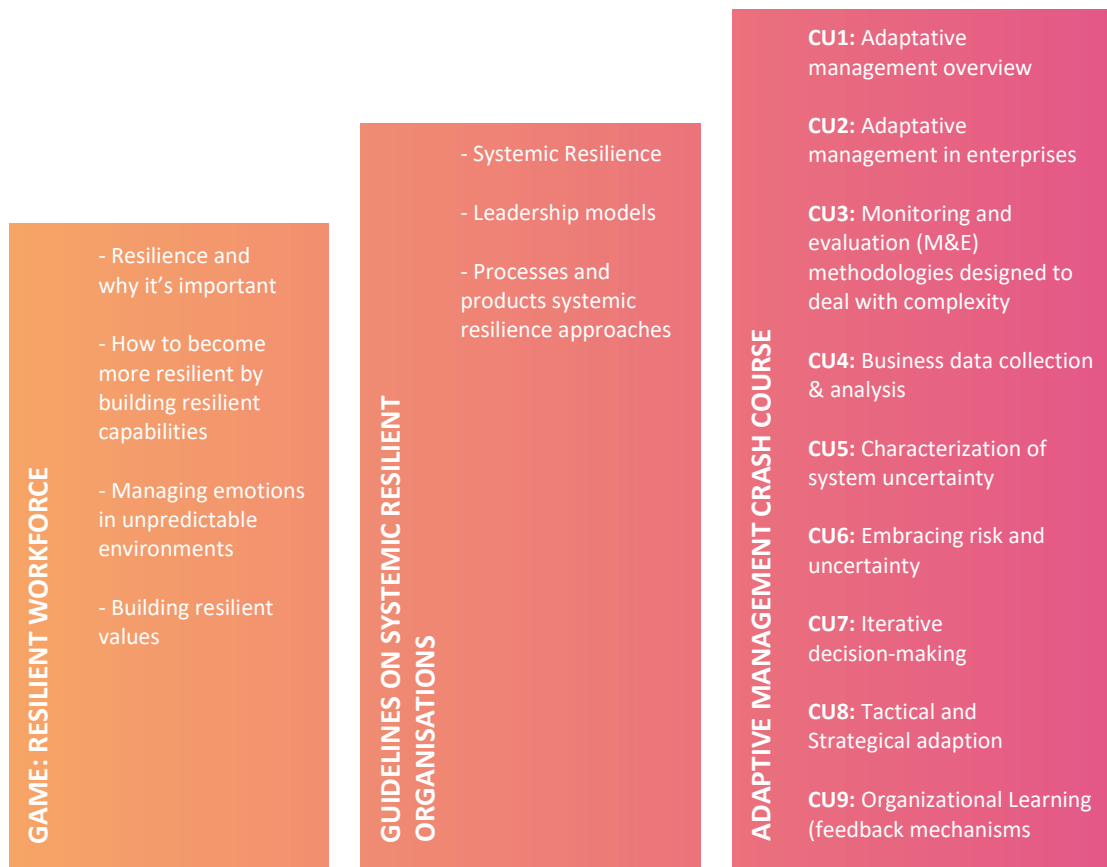 GAME: RESILIENT WORKFORCE
- Resilience and
why it's important
- How to become
more resilient by
building resilient
capabilities
- Managing emotions
in unpredictable
environments
- Building resilient
values
GUIDELINES ON SYSTEMIC RESILIENT
ORGANISATIONS
- Systemic Resilience
- Leadership models
- Processes and
products systemic
resilience approaches
ADAPTIVE MANAGEMENT CRASH COURSE
CU1: Adaptative
management overview
CU2: Adaptative
management in enterprises
CU3: Monitoring and
evaluation (M&E)
methodologies designed to
deal with complexity
CU4: Business data collection
& analysis
CU5: Characterization of
system uncertainty
CU6: Embracing risk and
uncertainty
CU7: Iterative
decision-making
CU8: Tactical and
Strategical adaption
CU9: Organizational Learning
(feedback mechanisms